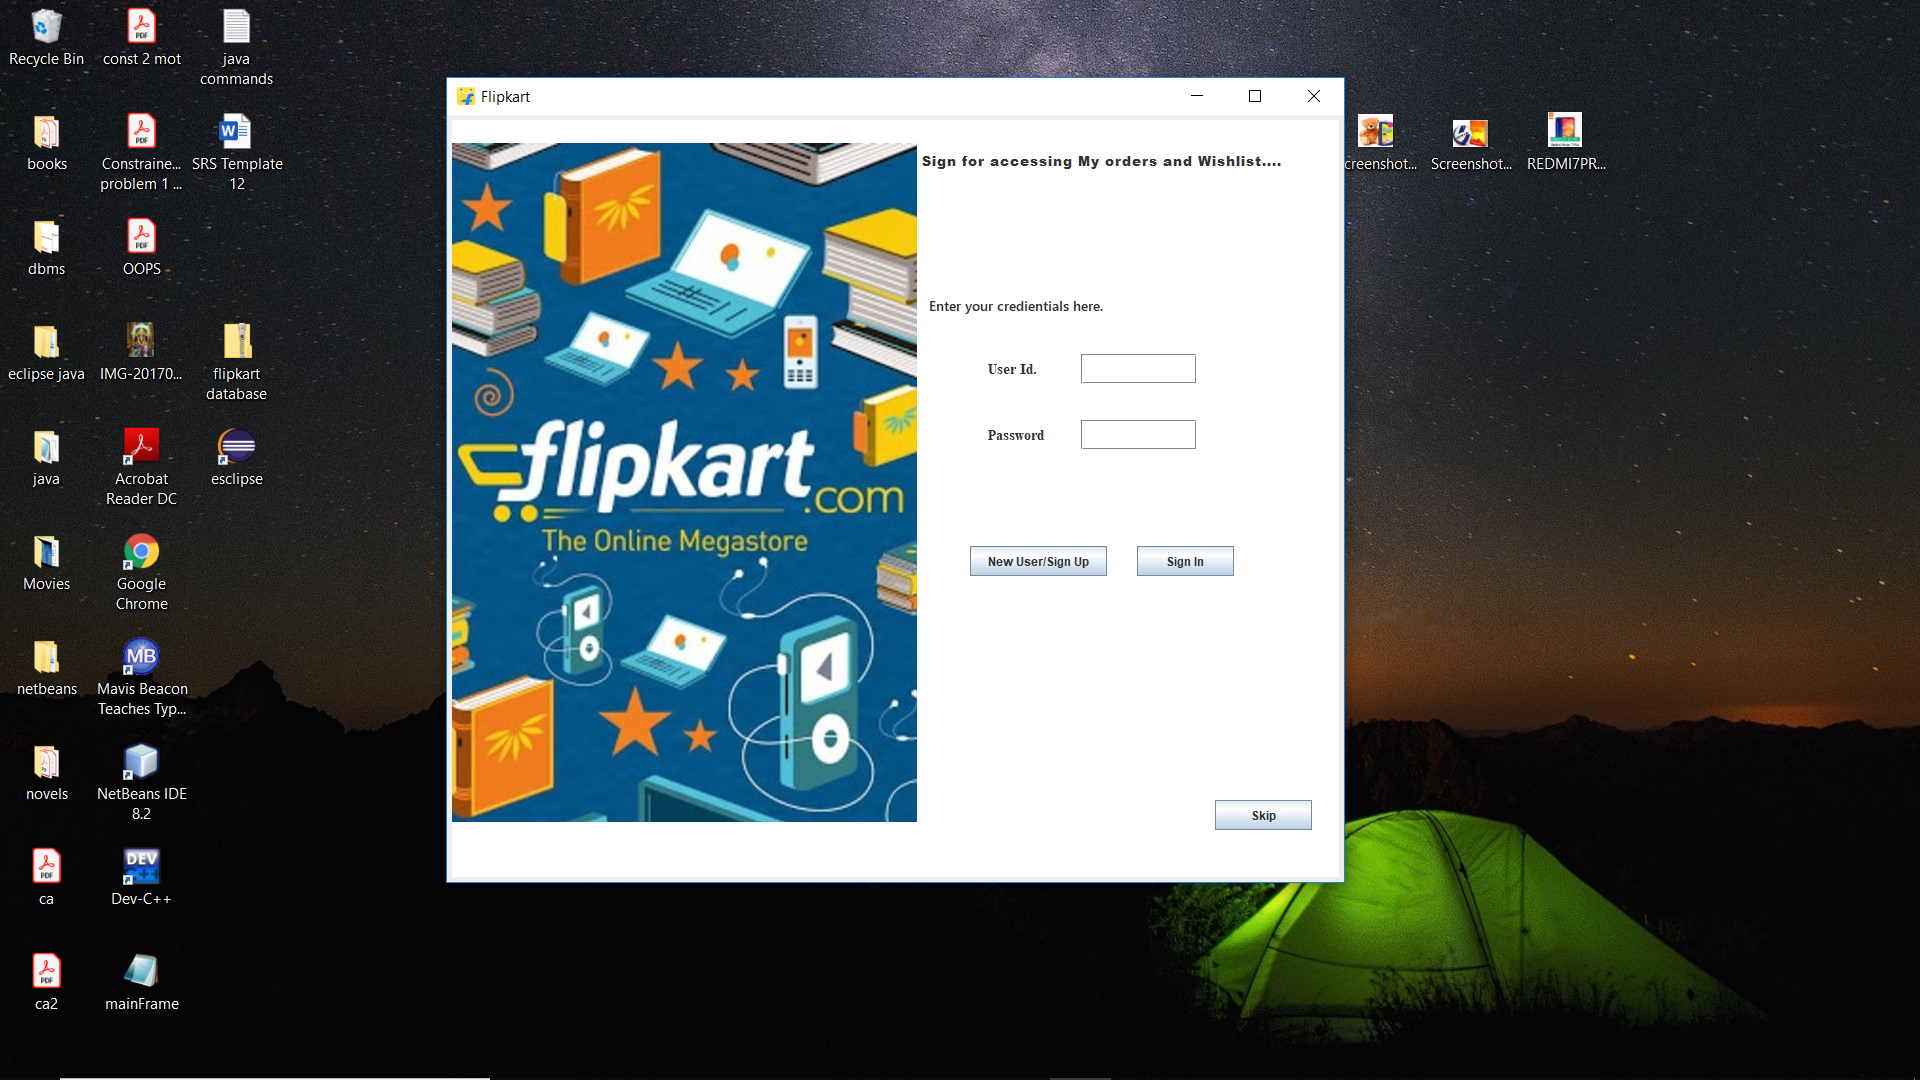 Recycle Bin
const 2 mot
java
commands
books
Constraine...
problem 1 ...
SRS Template
12
dbms
OOPS
eclipse java
IMG-20170...
flipkart
database
java
Acrobat
Reader DC
esclipse
Movies
Google
Chrome
netbeans
MB
Mavis Beacon
Teaches Typ...
novels
NetBeans IDE
8.2
ca
DEV
C++
Dev-C++
ca2
mainFrame
Flipkart
flipkart
.com
The Online Megastore
Sign for accessing My orders and Wishlist....
Enter your credientials here.
User Id.
Password
New User/Sign Up
Sign In
Skip
creenshot...
Screenshot...
REDMI7PR...